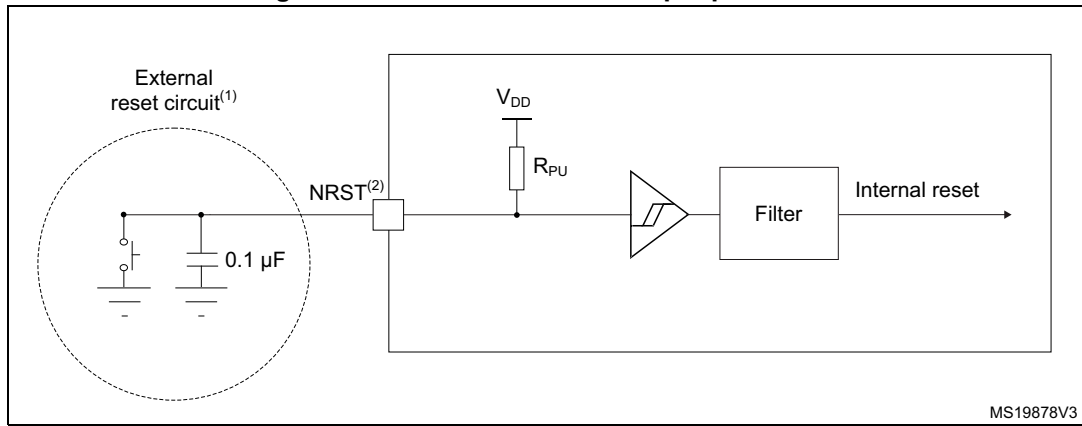 External
reset circuit(1)
VDD
RPU
NRST(2)
Filter
Internal reset
0.1 µF
MS19878V3